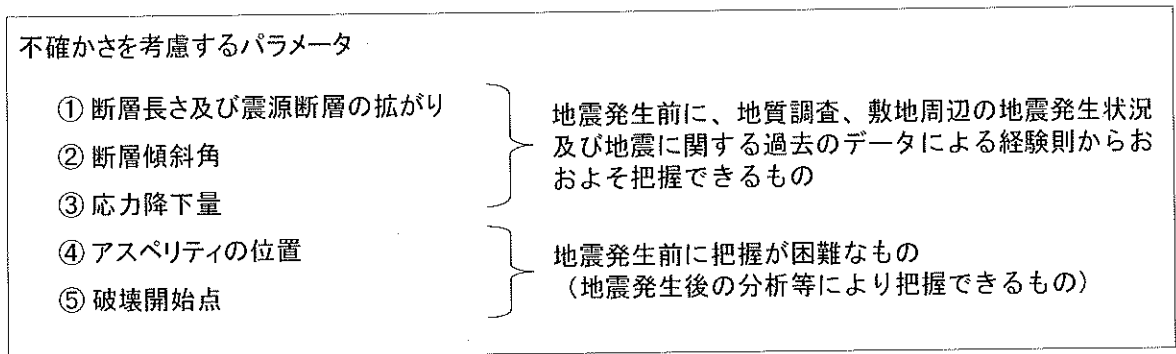 不確かさを考慮するパラメータ
① 断層長さ及び震源断層の拡がり
② 断層傾斜角
③ 応力降下量
地震発生前に、地質調査、敷地周辺の地震発生状況
及び地震に関する過去のデータによる経験則からお
およそ把握できるもの
④ アスペリティの位置
⑤ 破壊開始点
地震発生前に把握が困難なもの
（地震発生後の分析等により把握できるもの）